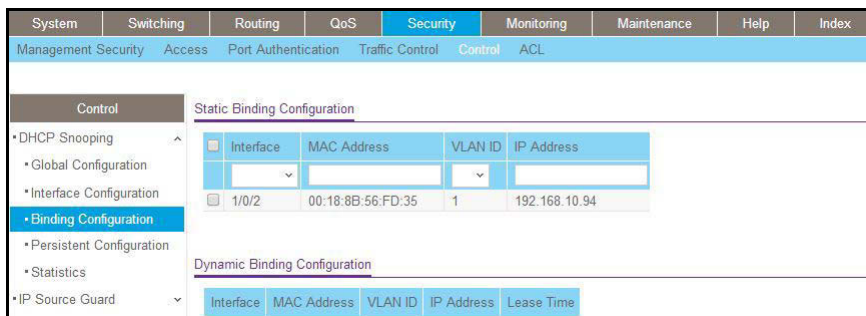 System Switching Routing QoS Security Monitoring Maintenance Help Index
Management Security Access Port Authentication Traffic Control Control ACL
Control
DHCP Snooping
Global Configuration
Interface Configuration
Binding Configuration
Persistent Configuration
Statistics
IP Source Guard
Static Binding Configuration
Interface MAC Address VLAN ID IP Address
1/0/2 00:18:8B:56:FD:35 1 192.168.10.94
Dynamic Binding Configuration
Interface MAC Address VLAN ID IP Address Lease Time